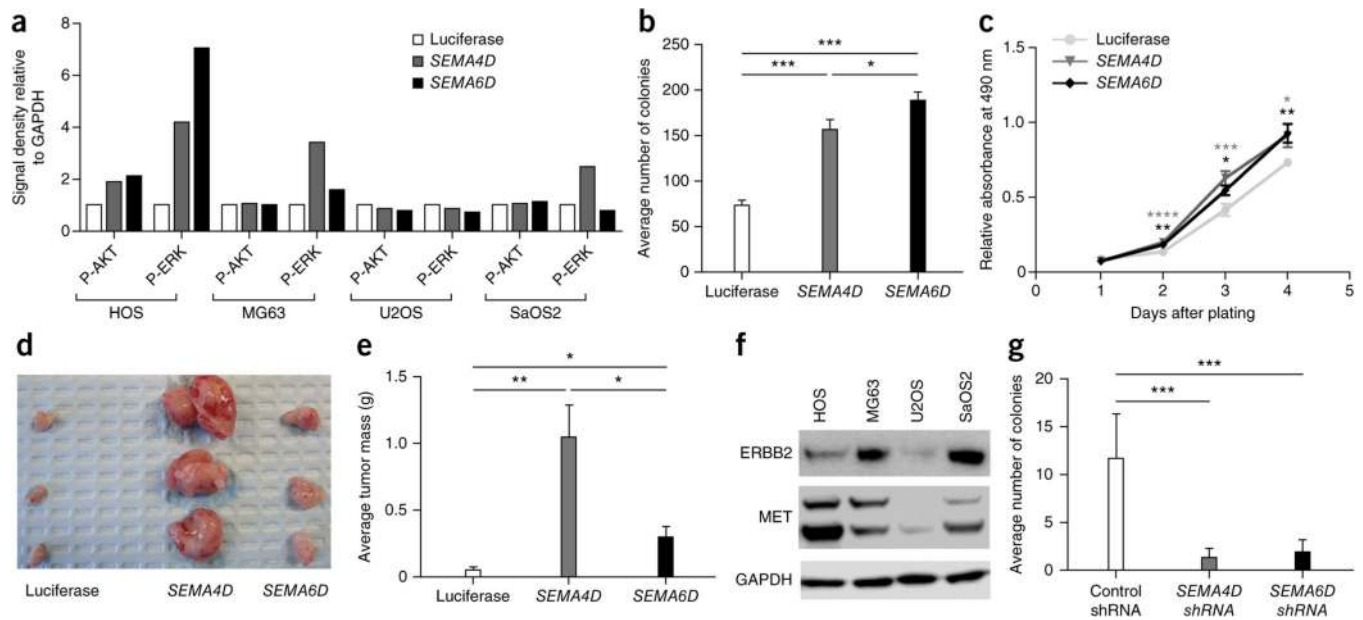 a
Signal density relative
to GAPDH
8
6
4
2
0
Luciferase
SEMA4D
SEMA6D
P-AKT
P-ERK
P-AKT
P-ERK
P-AKT
P-ERK
P-AKT
P-ERK
HOS
MG63
U2OS
SaOS2
b
Average number of colonies
250
200
150
100
50
0
***
***
*
Luciferase
SEMA4D
SEMA6D
c
Relative absorbance at 490 nm
1.5
1.0
0.5
0
Luciferase
SEMA4D
SEMA6D
****
**
***
*
*
**
0
1
2
3
4
5
Days after plating
d
Luciferase
SEMA4D
SEMA6D
e
Average tumor mass (g)
1.5
1.0
0.5
0
*
**
*
Luciferase
SEMA4D
SEMA6D
f
HOS
MG63
U2OS
SaOS2
ERBB2
MET
GAPDH
g
Average number of colonies
20
15
10
5
0
***
***
Control
shRNA
SEMA4D
shRNA
SEMA6D
shRNA